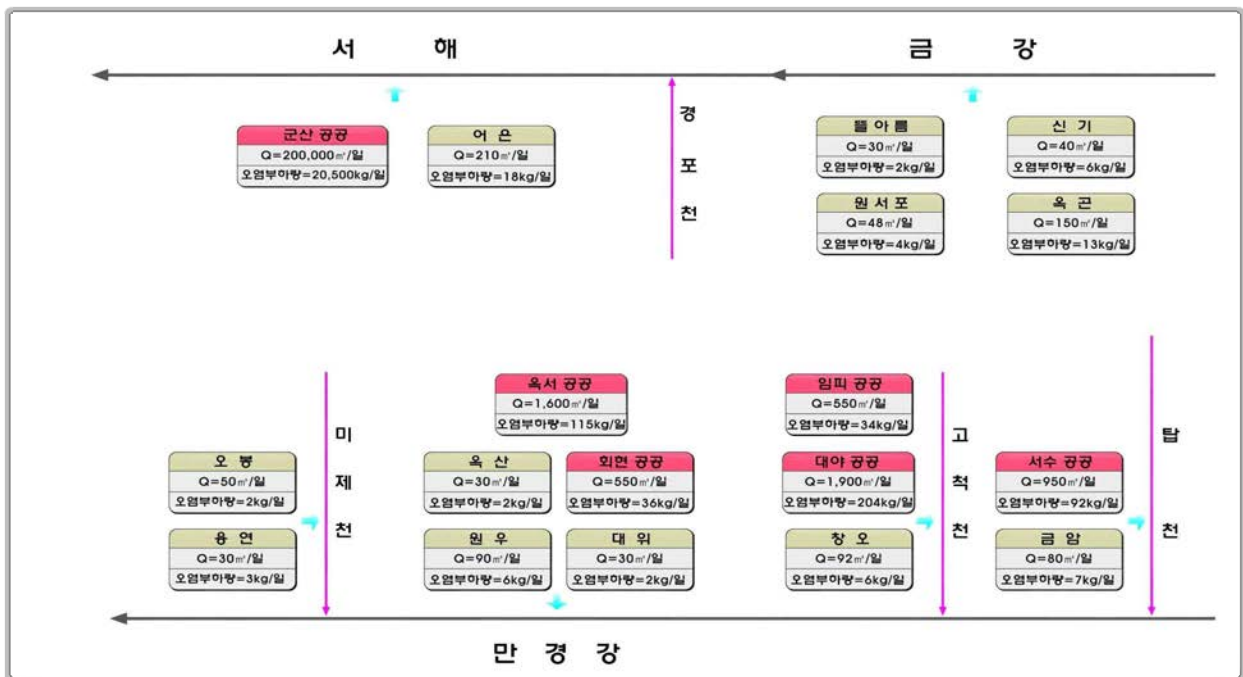 서 해
금 강
경포천
군산 공공
Q=200,000㎥/일
오염부하량=20,500kg/일
어 은
Q=210㎥/일
오염부하량=18kg/일
뜰아름
Q=30㎥/일
오염부하량=2kg/일
신 기
Q=40㎥/일
오염부하량=6kg/일
원서포
Q=48㎥/일
오염부하량=4kg/일
옥 곤
Q=150㎥/일
오염부하량=13kg/일
옥서 공공
Q=1,600㎥/일
오염부하량=115kg/일
임피 공공
Q=550㎥/일
오염부하량=34kg/일
미제천
고척천
탑천
오 봉
Q=50㎥/일
오염부하량=2kg/일
옥 산
Q=30㎥/일
오염부하량=2kg/일
회현 공공
Q=550㎥/일
오염부하량=36kg/일
대야 공공
Q=1,900㎥/일
오염부하량=204kg/일
서수 공공
Q=950㎥/일
오염부하량=92kg/일
용 연
Q=30㎥/일
오염부하량=3kg/일
원 우
Q=90㎥/일
오염부하량=6kg/일
대 위
Q=30㎥/일
오염부하량=2kg/일
창 오
Q=92㎥/일
오염부하량=6kg/일
금 암
Q=80㎥/일
오염부하량=7kg/일
만 경 강